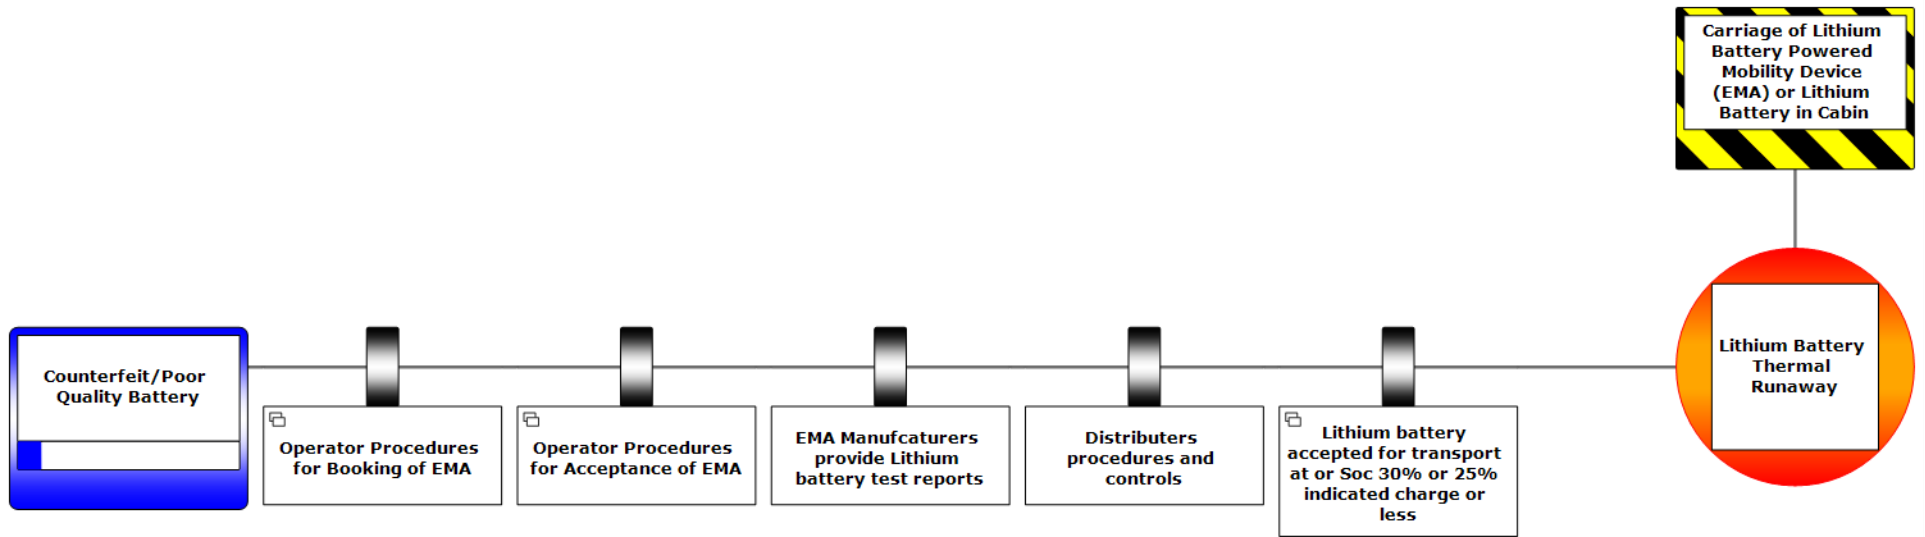 Carriage of Lithium
Battery Powered
Mobility Device
(EMA) or Lithium
Battery in Cabin
Counterfeit/Poor
Quality Battery
Operator Procedures
for Booking of EMA
Operator Procedures
for Acceptance of EMA
EMA Manufcaturers
provide Lithium
battery test reports
Distributers
procedures and
controls
Lithium battery
accepted for transport
at or Soc 30% or 25%
indicated charge or
less
Lithium Battery
Thermal
Runaway